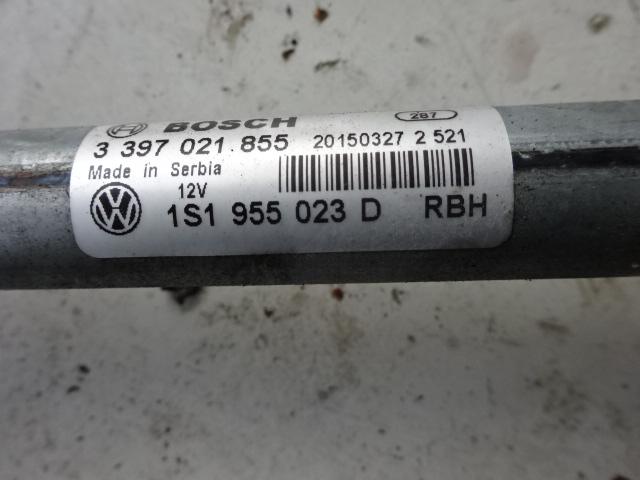 BOSCH 287
3 397 021 855 20150327 2 521
Made in Serbia
12V
1S1 955 023 D RBH